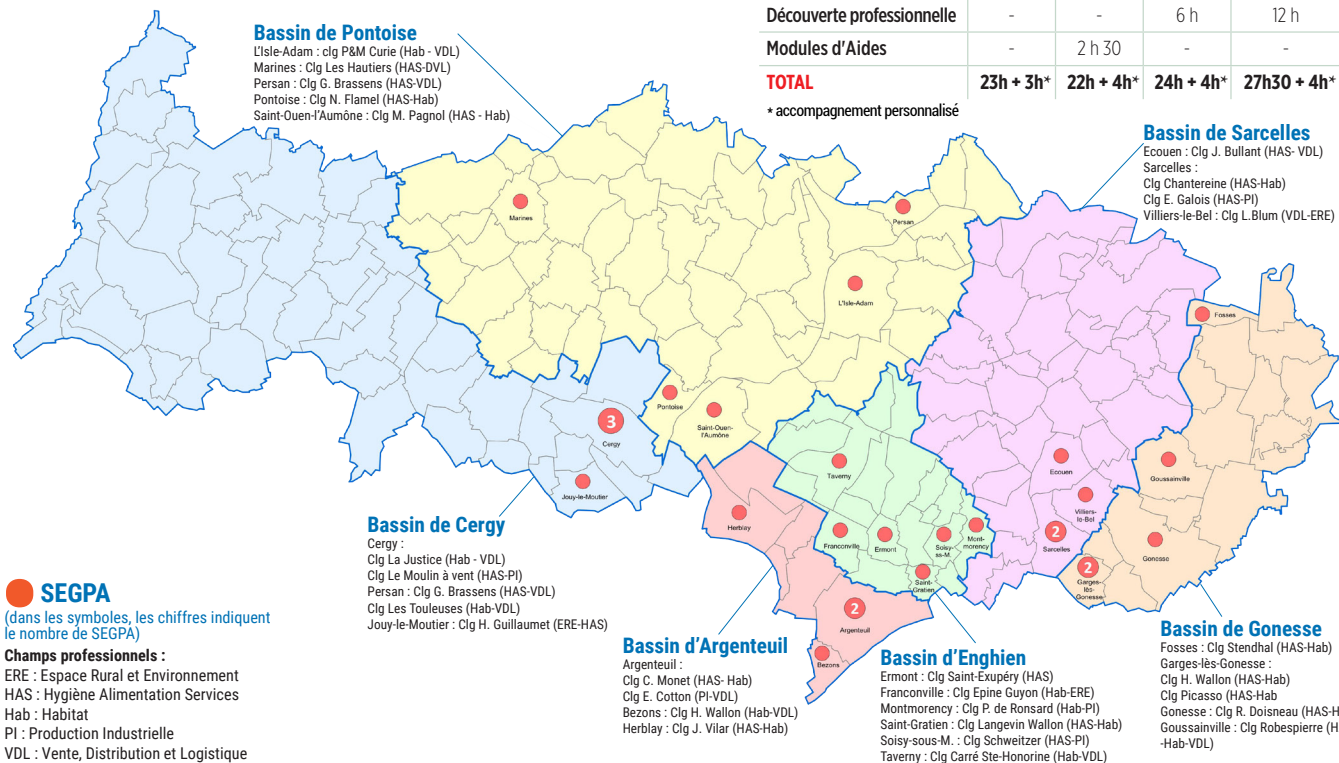 Découverte professionnelle - - 6 h 12 h
Modules d'Aides - 2 h 30 - -
TOTAL 23h + 3h* 22h + 4h* 24h + 4h* 27h30 + 4h*
* accompagnement personnalisé
Bassin de Pontoise
L'Isle-Adam : clg P&M Curie (Hab - VDL)
Marines : Clg Les Hautiers (HAS-DVL)
Persan : Clg G. Brassens (HAS-VDL)
Pontoise : Clg N. Flamel (HAS-Hab)
Saint-Ouen-l'Aumône : Clg M. Pagnol (HAS - Hab)
Bassin de Sarcelles
Ecouen : Clg J. Bullant (HAS- VDL)
Sarcelles :
Clg Chantereine (HAS-Hab)
Clg E. Galois (HAS-PI)
Villiers-le-Bel : Clg L.Blum (VDL-ERE)
Marines
Persan
L'Isle-Adam
Fosses
Pontoise
Saint-Ouen-
l'Aumône
3
Cergy
Jouy-le-Moutier
Taverny
Ecouen
Goussainville
Villiers-
le-Bel
Herblay
Franconville
Ermont
Soisy-
ss-M.
Mont-
morency
2
Sarcelles
Gonesse
Saint-
Gratien
2
Garges-
lès-
Gonesse
2
Argenteuil
Bezons
Bassin de Cergy
Cergy :
Clg La Justice (Hab - VDL)
Clg Le Moulin à vent (HAS-PI)
Persan : Clg G. Brassens (HAS-VDL)
Clg Les Touleuses (Hab-VDL)
Jouy-le-Moutier : Clg H. Guillaumet (ERE-HAS)
SEGPA
(dans les symboles, les chiffres indiquent
le nombre de SEGPA)
Champs professionnels :
ERE : Espace Rural et Environnement
HAS : Hygiène Alimentation Services
Hab : Habitat
PI : Production Industrielle
VDL : Vente, Distribution et Logistique
Bassin d'Argenteuil
Argenteuil :
Clg C. Monet (HAS- Hab)
Clg E. Cotton (PI-VDL)
Bezons : Clg H. Wallon (Hab-VDL)
Herblay : Clg J. Vilar (HAS-Hab)
Bassin d'Enghien
Ermont : Clg Saint-Exupéry (HAS)
Franconville : Clg Epine Guyon (Hab-ERE)
Montmorency : Clg P. de Ronsard (Hab-PI)
Saint-Gratien : Clg Langevin Wallon (HAS-Hab)
Soisy-sous-M. : Clg Schweitzer (HAS-PI)
Taverny : Clg Carré Ste-Honorine (Hab-VDL)
Bassin de Gonesse
Fosses : Clg Stendhal (HAS-Hab)
Garges-lès-Gonesse :
Clg H. Wallon (HAS-Hab)
Clg Picasso (HAS-Hab
Gonesse : Clg R. Doisneau (HAS-H
Goussainville : Clg Robespierre (H
-Hab-VDL)